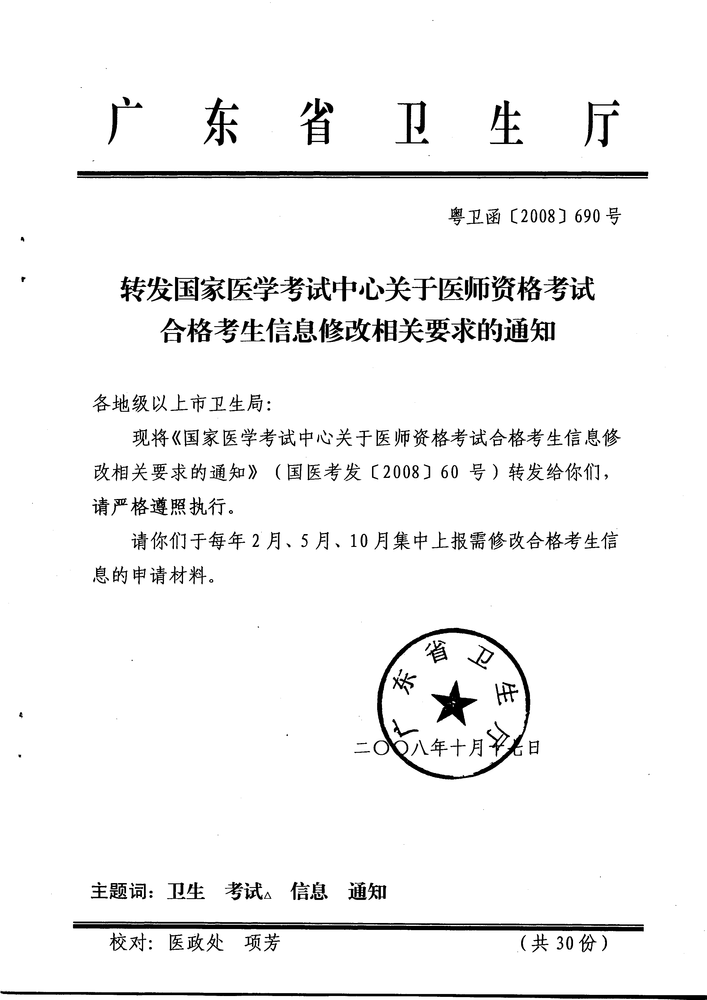 广东省卫生厅
粤卫函〔2008〕690号
转发国家医学考试中心关于医师资格考试
合格考生信息修改相关要求的通知
各地级以上市卫生局：
现将《国家医学考试中心关于医师资格考试合格考生信息修
改相关要求的通知》（国医考发〔2008〕60 号）转发给你们，
请严格遵照执行。
请你们于每年2月、5月、10月集中上报需修改合格考生信
息的申请材料。
广东省卫生厅
二〇〇八年十月十七日
主题词：卫生 考试△ 信息 通知
校对：医政处 项芳 （共30份）